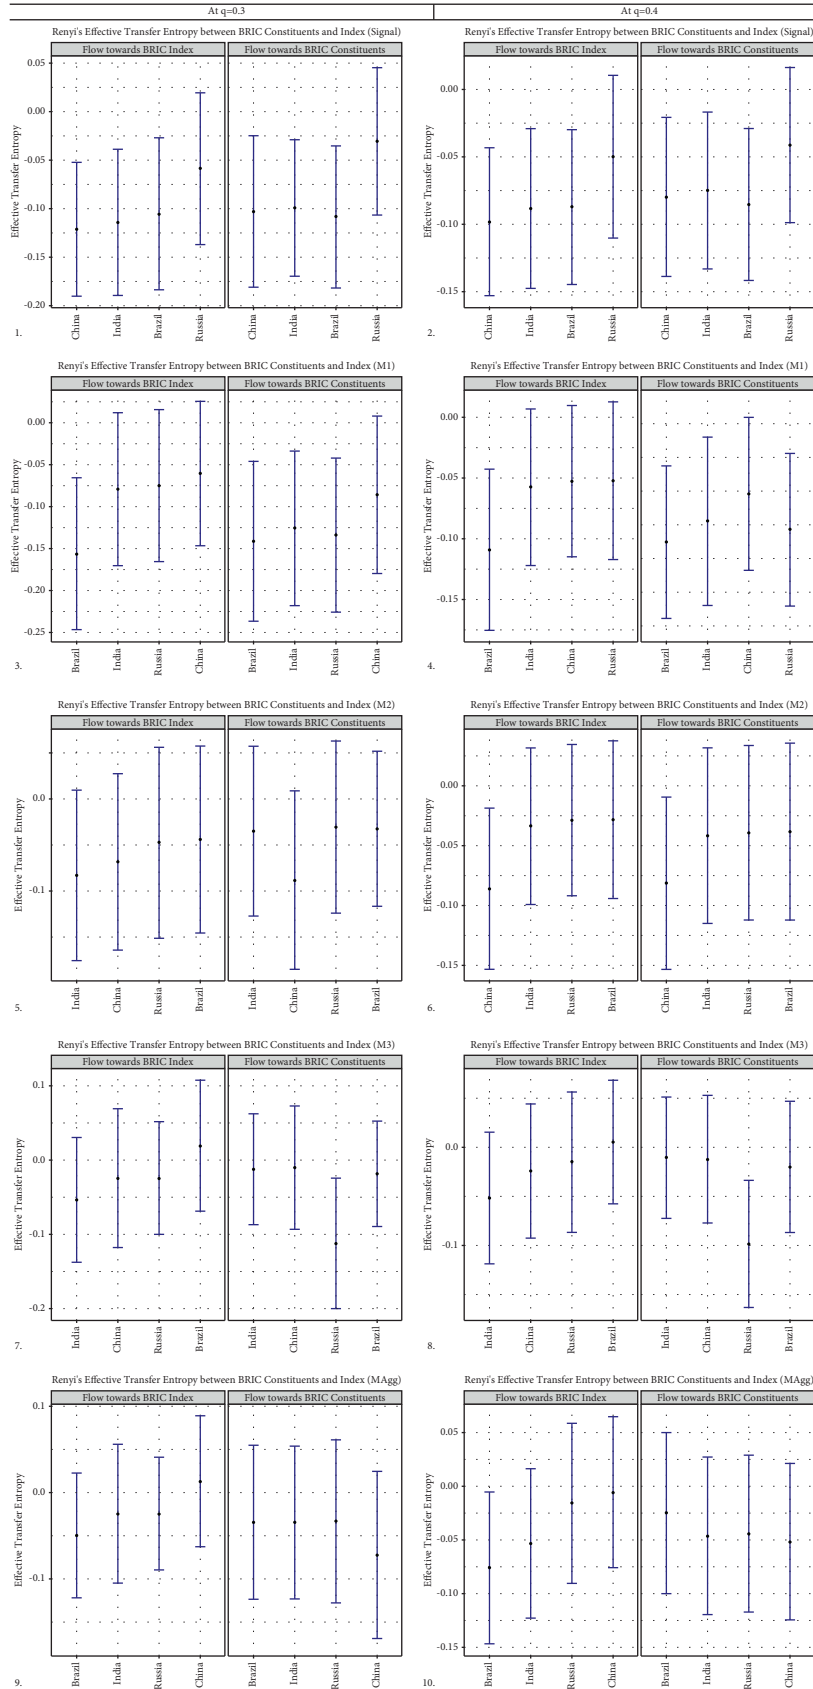 At q=0.3
At q=0.4
Renyi's Effective Transfer Entropy between BRIC Constituents and Index (Signal)
Flow towards BRIC Index
Flow towards BRIC Constituents
Effective Transfer Entropy
0.05
0.00
-0.05
-0.10
-0.15
-0.20
China
India
Brazil
Russia
China
India
Brazil
Russia
1.
Renyi's Effective Transfer Entropy between BRIC Constituents and Index (Signal)
Flow towards BRIC Index
Flow towards BRIC Constituents
Effective Transfer Entropy
0.00
-0.05
-0.10
-0.15
China
India
Brazil
Russia
China
India
Brazil
Russia
2.
Renyi's Effective Transfer Entropy between BRIC Constituents and Index (M1)
Flow towards BRIC Index
Flow towards BRIC Constituents
Effective Transfer Entropy
0.00
-0.05
-0.10
-0.15
-0.20
-0.25
Brazil
India
Russia
China
Brazil
India
Russia
China
3.
Renyi's Effective Transfer Entropy between BRIC Constituents and Index (M1)
Flow towards BRIC Index
Flow towards BRIC Constituents
Effective Transfer Entropy
0.00
-0.05
-0.10
-0.15
Brazil
India
China
Russia
Brazil
India
China
Russia
4.
Renyi's Effective Transfer Entropy between BRIC Constituents and Index (M2)
Flow towards BRIC Index
Flow towards BRIC Constituents
Effective Transfer Entropy
0.0
-0.1
India
China
Russia
Brazil
India
China
Russia
Brazil
5.
Renyi's Effective Transfer Entropy between BRIC Constituents and Index (M2)
Flow towards BRIC Index
Flow towards BRIC Constituents
Effective Transfer Entropy
0.00
-0.05
-0.10
-0.15
China
India
Russia
Brazil
China
India
Russia
Brazil
6.
Renyi's Effective Transfer Entropy between BRIC Constituents and Index (M3)
Flow towards BRIC Index
Flow towards BRIC Constituents
Effective Transfer Entropy
0.1
0.0
-0.1
-0.2
India
China
Russia
Brazil
India
China
Russia
Brazil
7.
Renyi's Effective Transfer Entropy between BRIC Constituents and Index (M3)
Flow towards BRIC Index
Flow towards BRIC Constituents
Effective Transfer Entropy
0.0
-0.1
India
China
Russia
Brazil
India
China
Russia
Brazil
8.
Renyi's Effective Transfer Entropy between BRIC Constituents and Index (MAgg)
Flow towards BRIC Index
Flow towards BRIC Constituents
Effective Transfer Entropy
0.1
0.0
-0.1
Brazil
India
Russia
China
Brazil
India
Russia
China
9.
Renyi's Effective Transfer Entropy between BRIC Constituents and Index (MAgg)
Flow towards BRIC Index
Flow towards BRIC Constituents
Effective Transfer Entropy
0.05
0.00
-0.05
-0.10
-0.15
Brazil
India
Russia
China
Brazil
India
Russia
China
10.